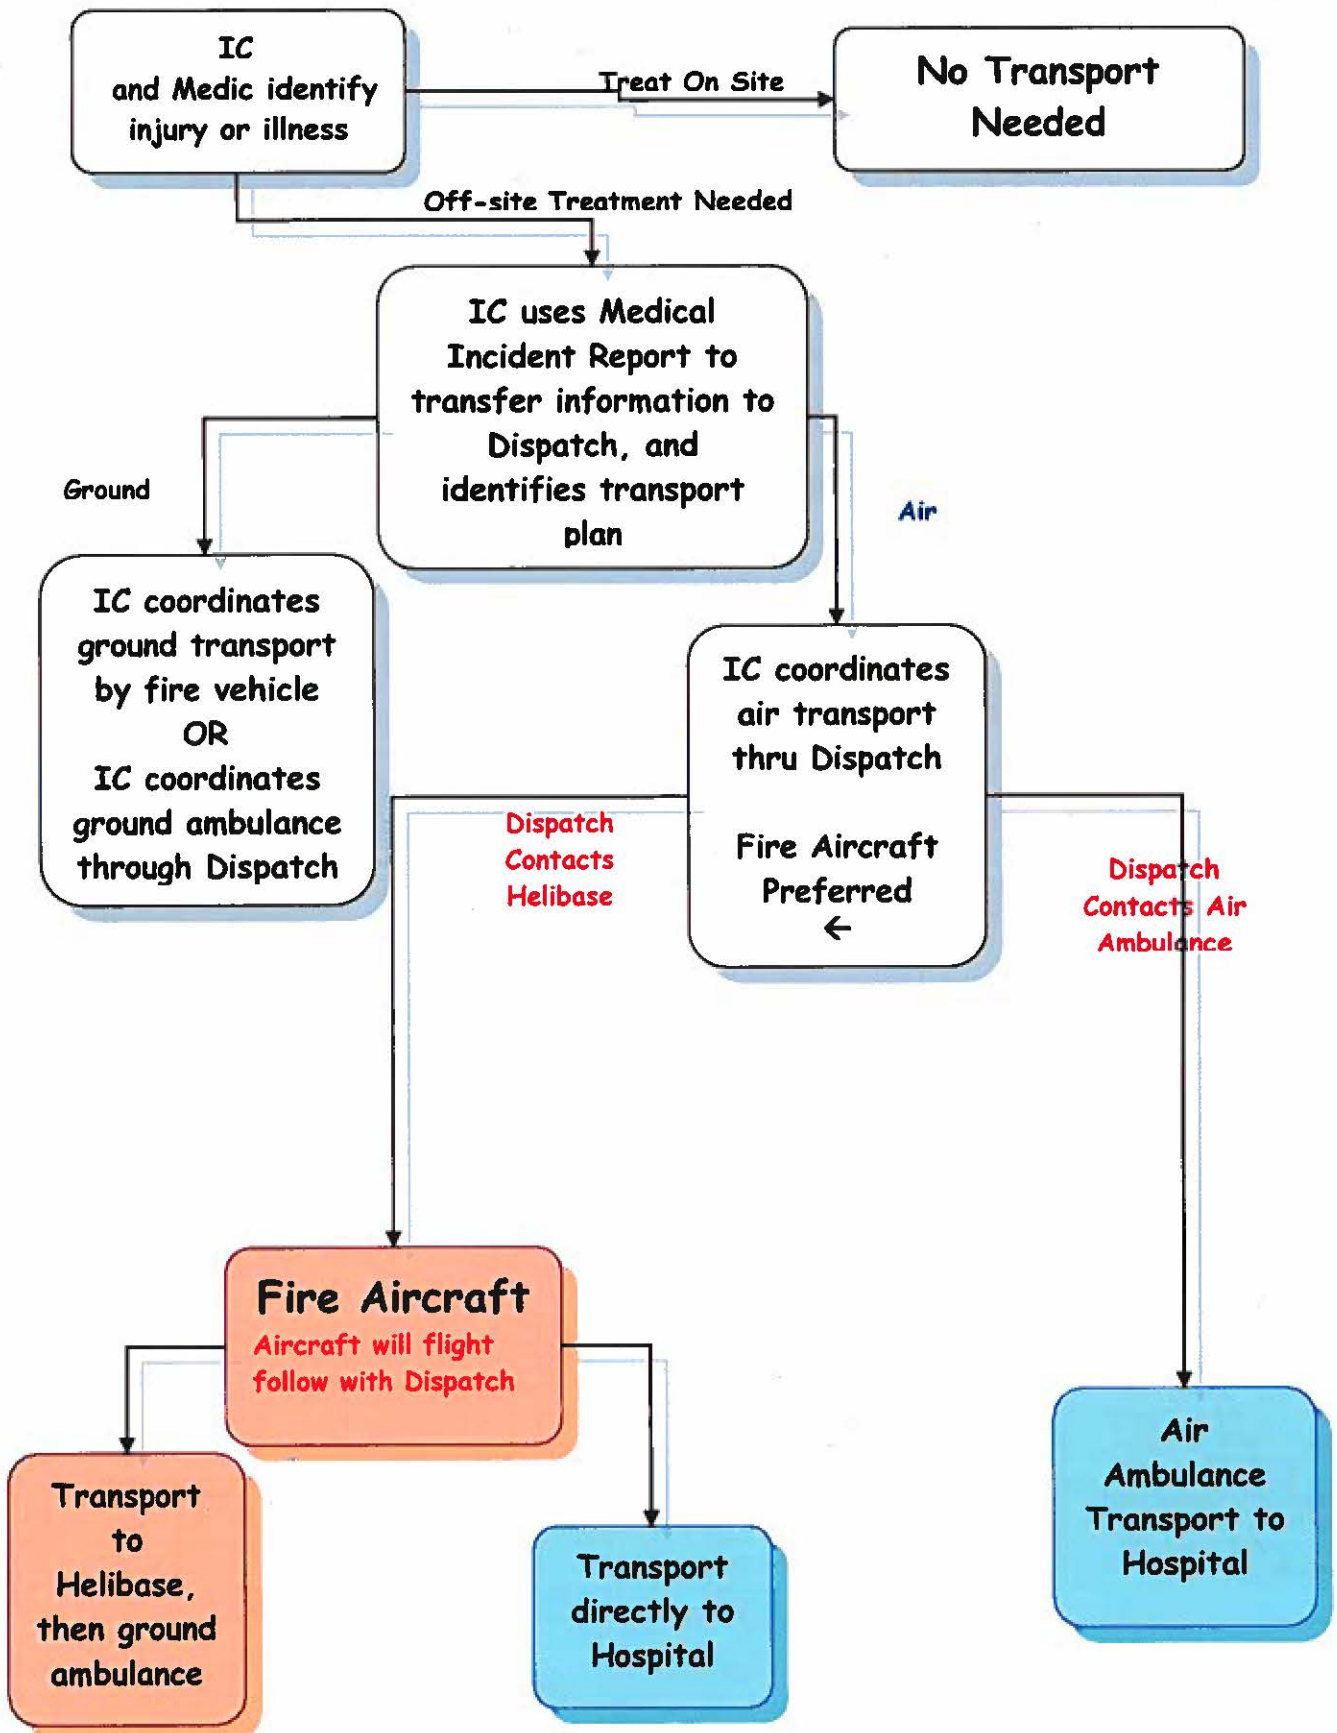 IC
and Medic identify
injury or illness
Treat On Site
No Transport
Needed
Off-site Treatment Needed
IC uses Medical
Incident Report to
transfer information to
Dispatch, and
identifies transport
plan
Ground
Air
IC coordinates
ground transport
by fire vehicle
OR
IC coordinates
ground ambulance
through Dispatch
IC coordinates
air transport
thru Dispatch
Fire Aircraft
Preferred
←
Dispatch
Contacts
Helibase
Dispatch
Contacts Air
Ambulance
Fire Aircraft
Aircraft will flight
follow with Dispatch
Transport
to
Helibase,
then ground
ambulance
Transport
directly to
Hospital
Air
Ambulance
Transport to
Hospital